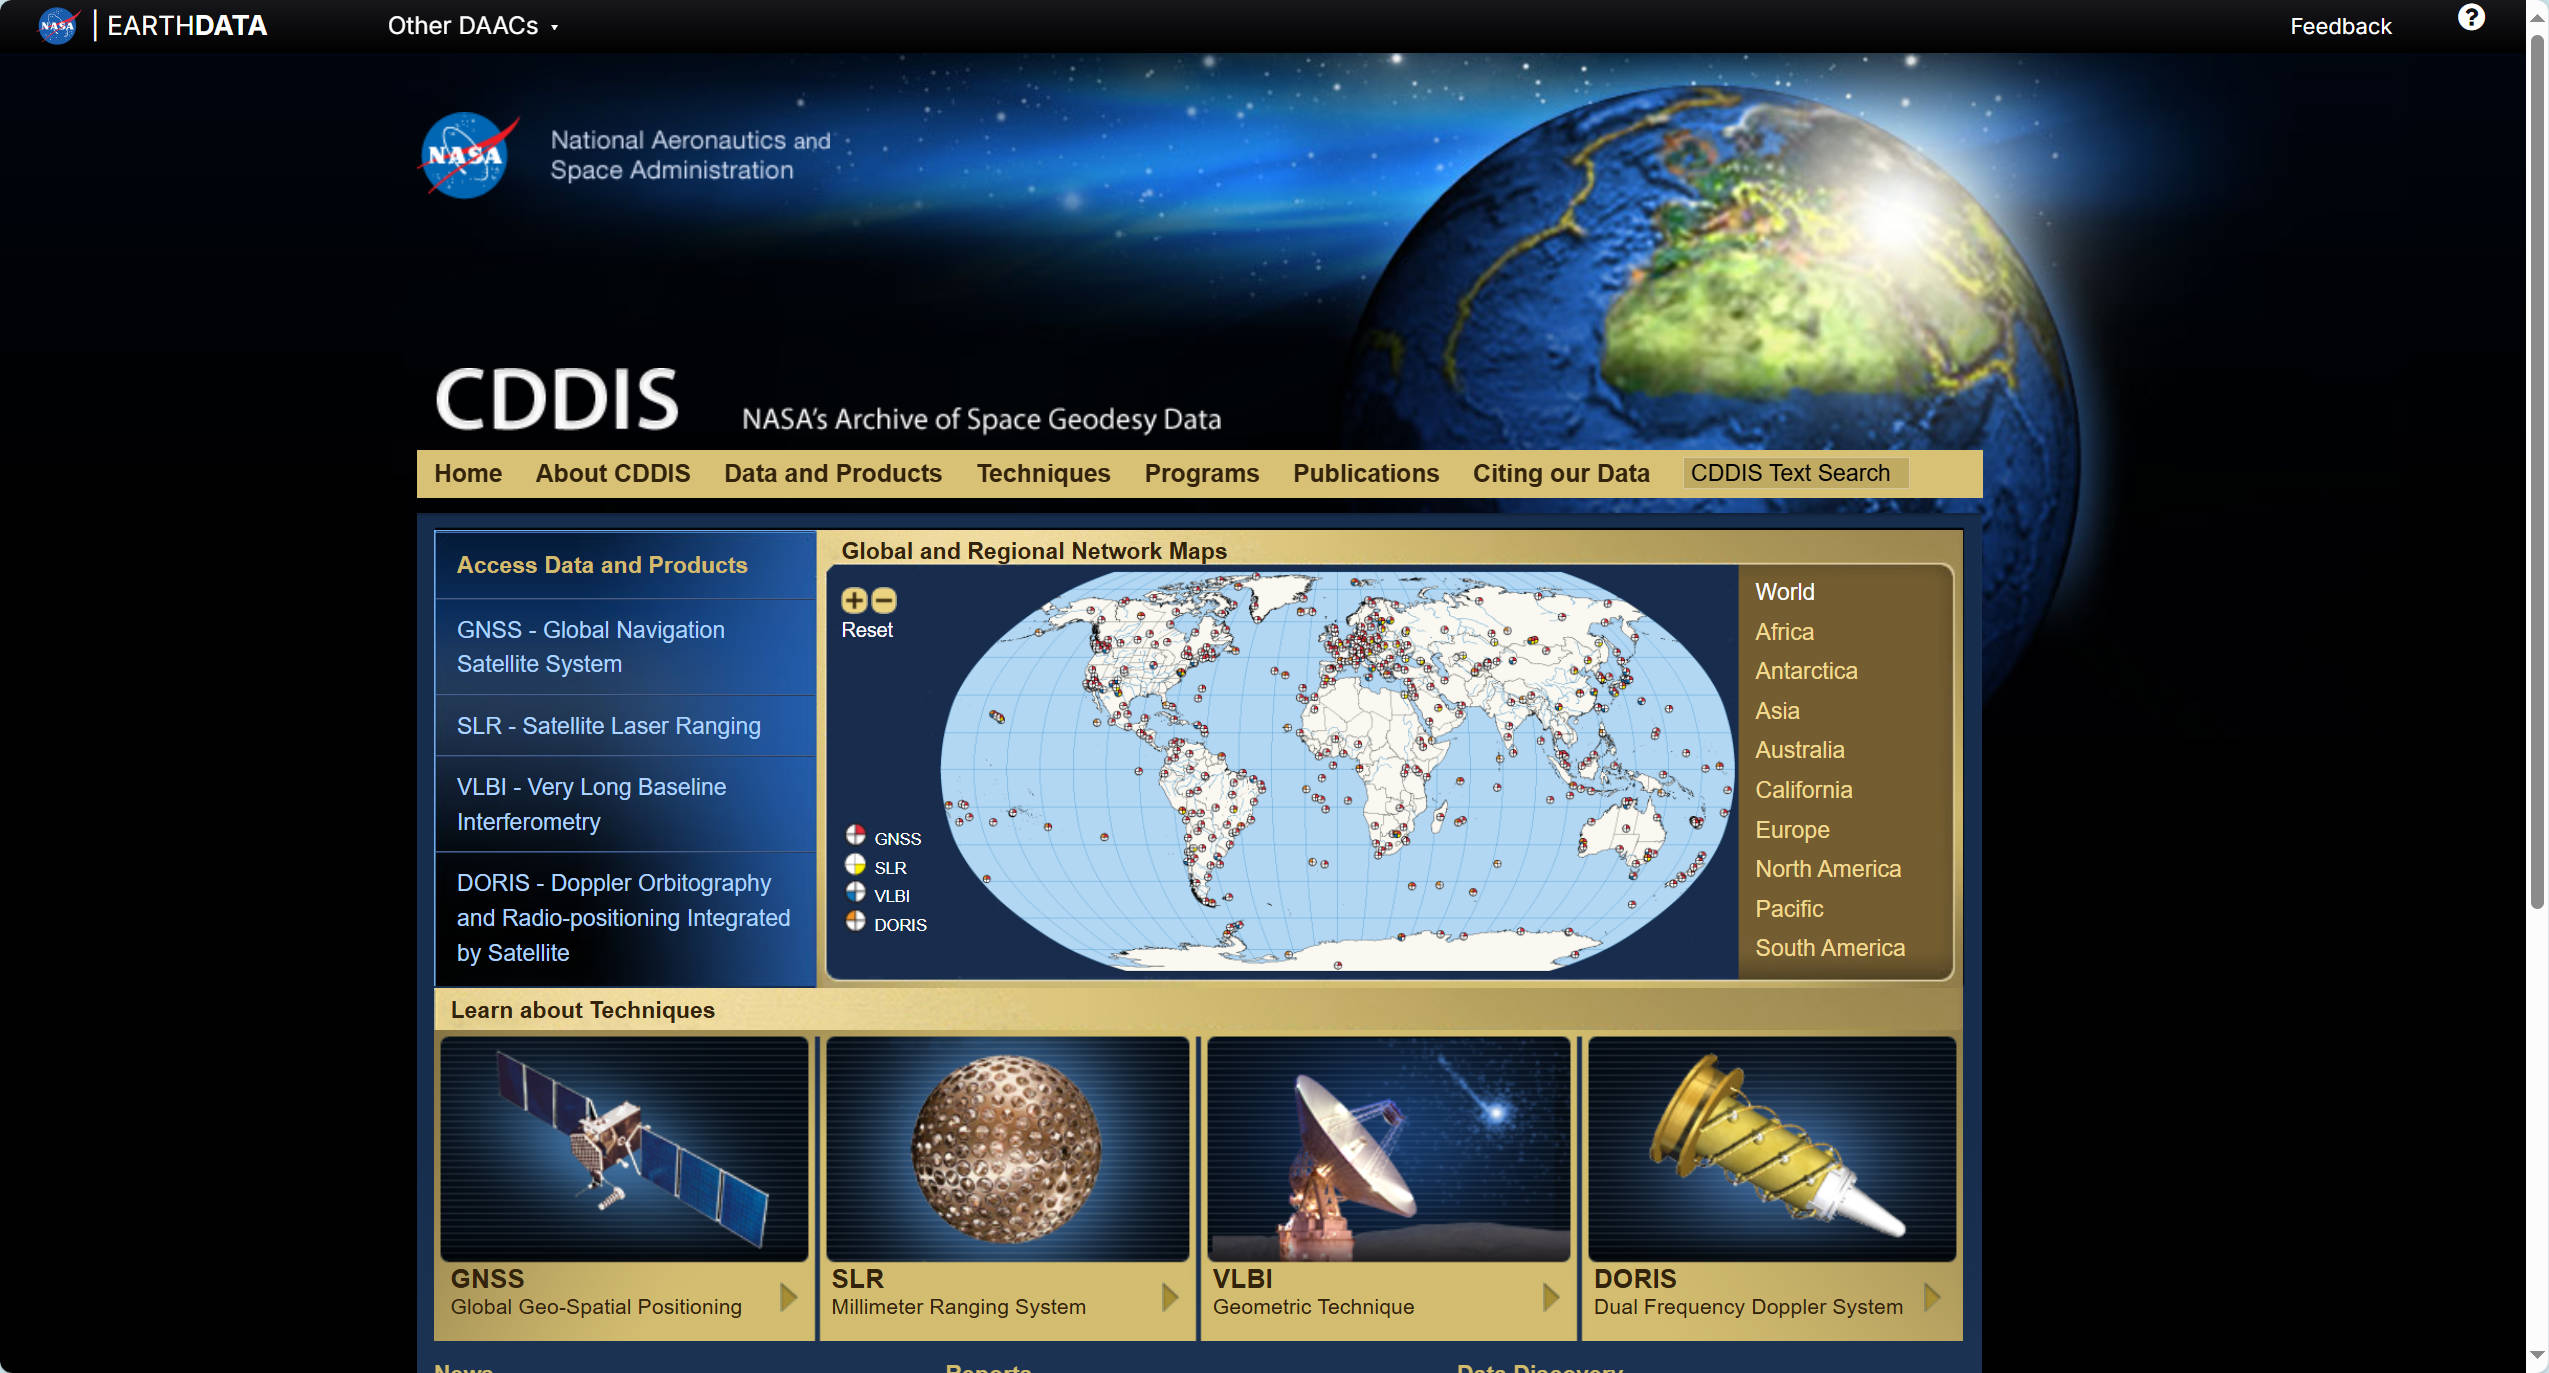 NASA | EARTHDATA
Other DAACs
Feedback
?
NASA
National Aeronautics and
Space Administration
CDDIS
NASA's Archive of Space Geodesy Data
Home About CDDIS Data and Products Techniques Programs Publications Citing our Data CDDIS Text Search
Access Data and Products
GNSS - Global Navigation
Satellite System
SLR - Satellite Laser Ranging
VLBI - Very Long Baseline
Interferometry
DORIS - Doppler Orbitography
and Radio-positioning Integrated
by Satellite
Global and Regional Network Maps
Reset
GNSS
SLR
VLBI
DORIS
World
Africa
Antarctica
Asia
Australia
California
Europe
North America
Pacific
South America
Learn about Techniques
GNSS
Global Geo-Spatial Positioning
SLR
Millimeter Ranging System
VLBI
Geometric Technique
DORIS
Dual Frequency Doppler System
News Reports Data Discovery